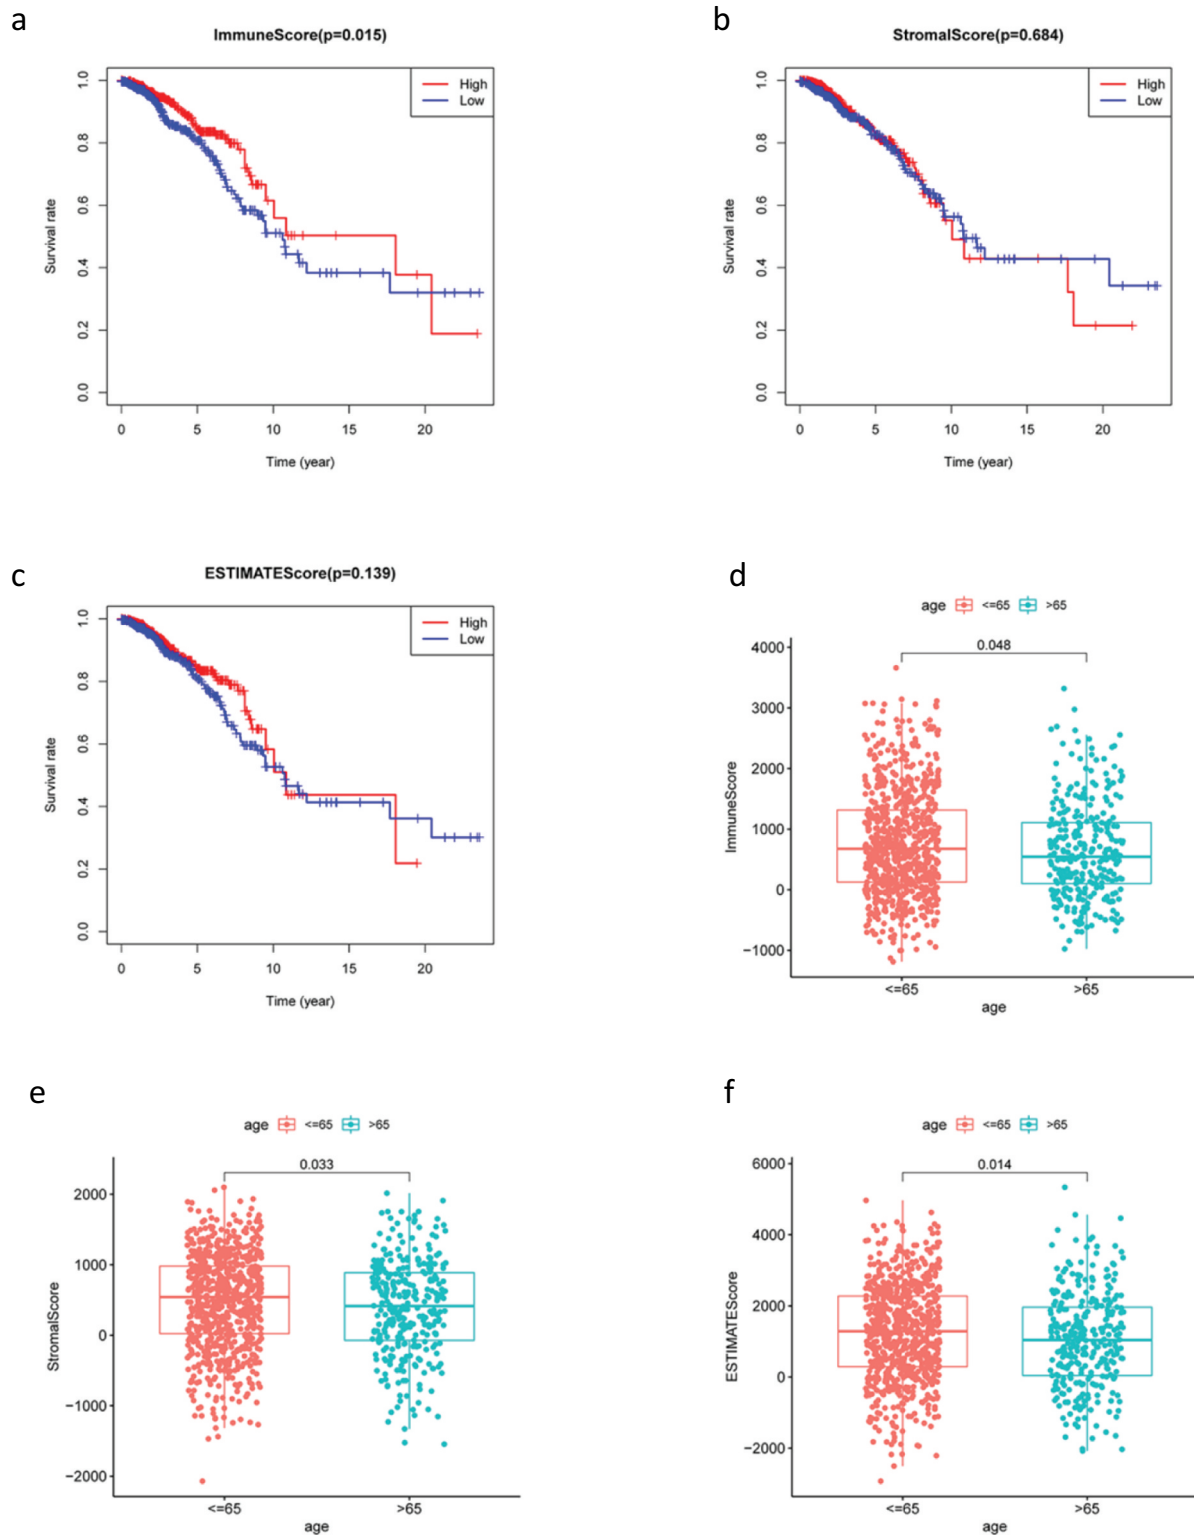 a
ImmuneScore(p=0.015)
High
Low
1.0
0.8
0.6
0.4
0.2
0.0
Survival rate
0 5 10 15 20
Time (year)
b
StromalScore(p=0.684)
High
Low
1.0
0.8
0.6
0.4
0.2
0.0
Survival rate
0 5 10 15 20
Time (year)
c
ESTIMATEScore(p=0.139)
High
Low
1.0
0.8
0.6
0.4
0.2
0.0
Survival rate
0 5 10 15 20
Time (year)
d
age <=65 >65
0.048
4000
3000
2000
1000
0
−1000
ImmuneScore
<=65 >65
age
e
age <=65 >65
0.033
2000
1000
0
−1000
−2000
StromalScore
<=65 >65
age
f
age <=65 >65
0.014
6000
4000
2000
0
−2000
ESTIMATEScore
<=65 >65
age